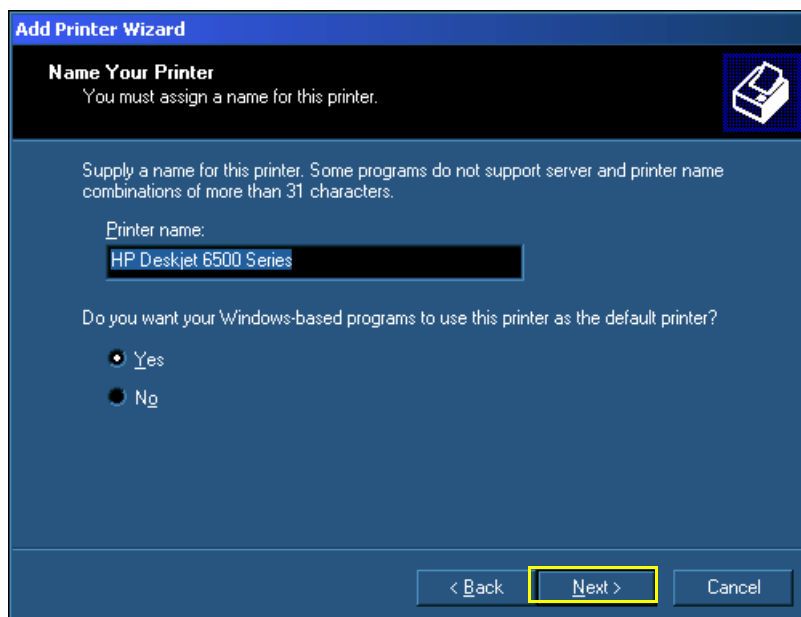 Add Printer Wizard
Name Your Printer
You must assign a name for this printer.
Supply a name for this printer. Some programs do not support server and printer name
combinations of more than 31 characters.
Printer name:
HP Deskjet 6500 Series
Do you want your Windows-based programs to use this printer as the default printer?
Yes
No
< Back Next > Cancel